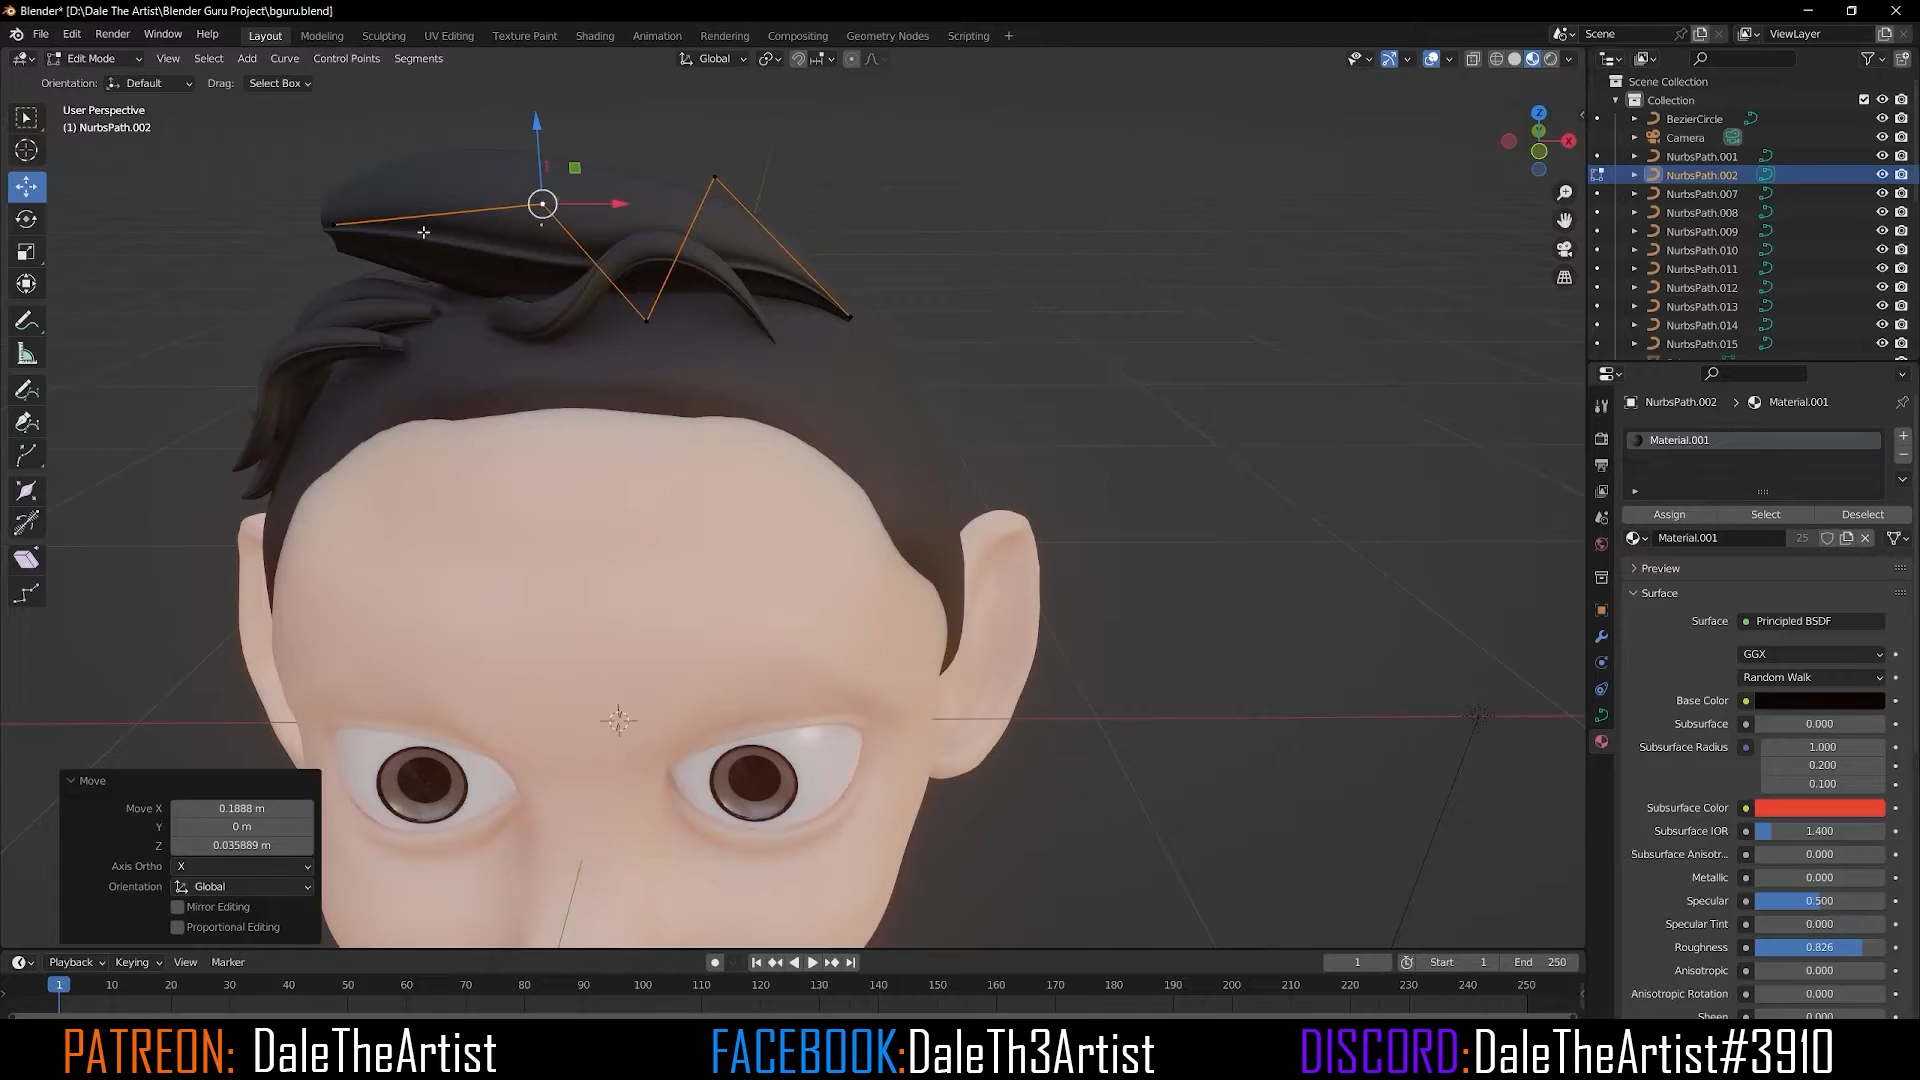 Blender* [D:\Dale The Artist\Blender Guru Project\bguru.blend]
File Edit Render Window Help Layout Modeling Sculpting UV Editing Texture Paint Shading Animation Rendering Compositing Geometry Nodes Scripting + Scene ViewLayer
Edit Mode View Select Add Curve Control Points Segments Global
Orientation: Default Drag: Select Box
User Perspective
(1) NurbsPath.002
Z
Y
X
Scene Collection
Collection
BezierCircle
Camera
NurbsPath.001
NurbsPath.002
NurbsPath.007
NurbsPath.008
NurbsPath.009
NurbsPath.010
NurbsPath.011
NurbsPath.012
NurbsPath.013
NurbsPath.014
NurbsPath.015
NurbsPath.002 > Material.001
Material.001
Assign Select Deselect
Material.001 25
Preview
Surface
Surface Principled BSDF
GGX
Random Walk
Base Color
Subsurface 0.000
Subsurface Radius 1.000
0.200
0.100
Subsurface Color
Subsurface IOR 1.400
Subsurface Anisotr... 0.000
Metallic 0.000
Specular 0.500
Specular Tint 0.000
Roughness 0.826
Anisotropic 0.000
Anisotropic Rotation 0.000
Sheen 0.000
Move
Move X 0.1888 m
Y 0 m
Z 0.035889 m
Axis Ortho X
Orientation Global
Mirror Editing
Proportional Editing
Playback Keying View Marker 1 Start 1 End 250
1 10 20 30 40 50 60 70 80 90 100 110 120 130 140 150 160 170 180 190 200 210 220 230 240 250
PATREON: DaleTheArtist FACEBOOK:DaleTh3Artist DISCORD:DaleTheArtist#3910